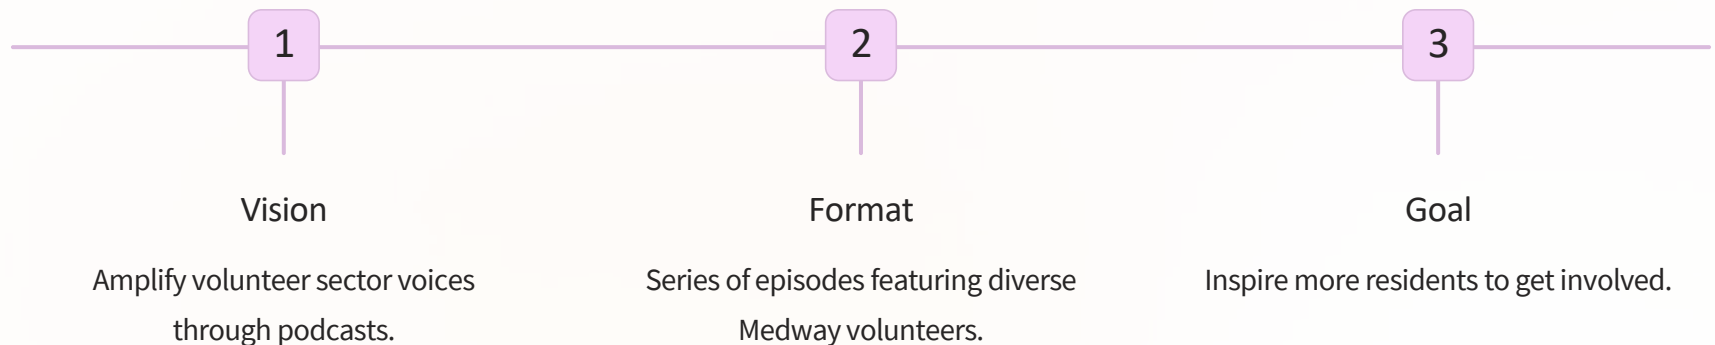 1
2
3
Vision
Format
Goal
Amplify volunteer sector voices
through podcasts.
Series of episodes featuring diverse
Medway volunteers.
Inspire more residents to get involved.